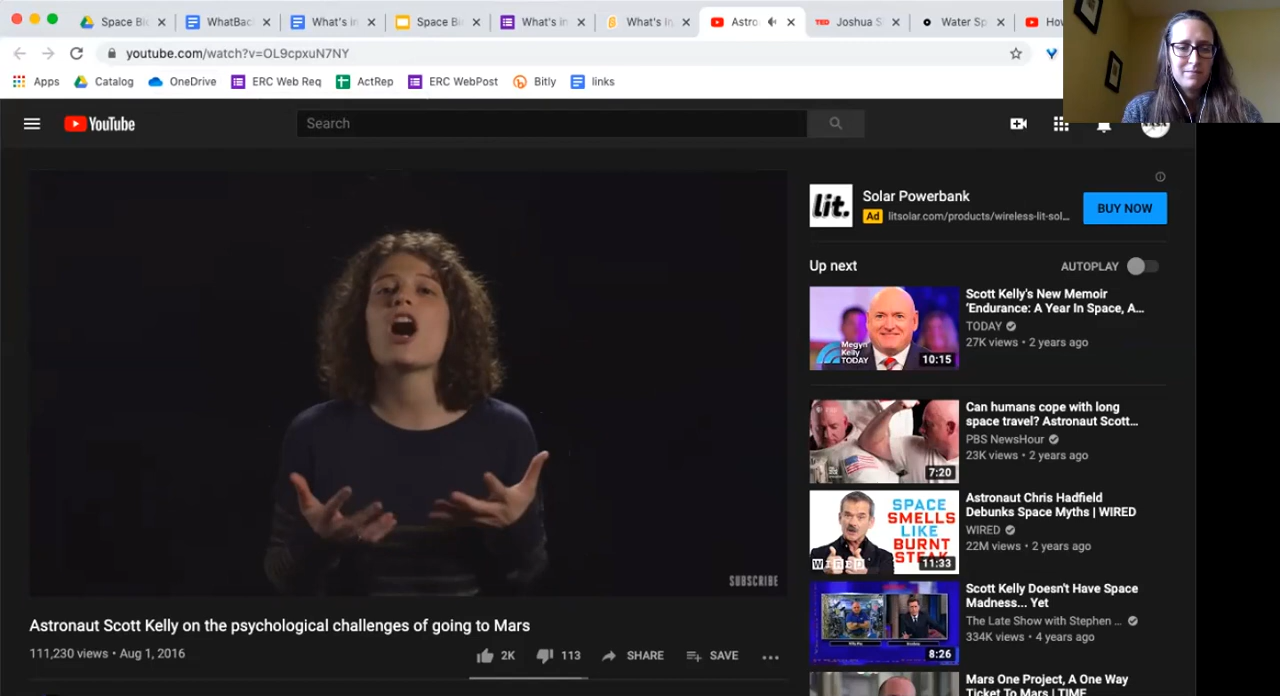 Space Bl
WhatBac
What's in
Space Be
What's in
What's In
Astro
TED Joshua S
Water Sp
How
youtube.com/watch?v=OL9cpxuN7NY
Apps
Catalog
OneDrive
ERC Web Req
ActRep
ERC WebPost
Bitly
links
YouTube
Search
SUBSCRIBE
Astronaut Scott Kelly on the psychological challenges of going to Mars
111,230 views • Aug 1, 2016
2K
113
SHARE
SAVE
lit.
Solar Powerbank
Ad litsolar.com/products/wireless-lit-sol...
BUY NOW
Up next
AUTOPLAY
Megyn
Kelly
TODAY
10:15
Scott Kelly's New Memoir
'Endurance: A Year In Space, A...
TODAY
27K views • 2 years ago
7:20
Can humans cope with long
space travel? Astronaut Scott...
PBS NewsHour
23K views • 2 years ago
SPACE
SMELLS
LIKE
BURNT
STEAK
WIRED
11:33
Astronaut Chris Hadfield
Debunks Space Myths | WIRED
WIRED
22M views • 2 years ago
8:26
Scott Kelly Doesn't Have Space
Madness... Yet
The Late Show with Stephen ...
334K views • 4 years ago
Mars One Project, A One Way
Ticket To Mars | TIME